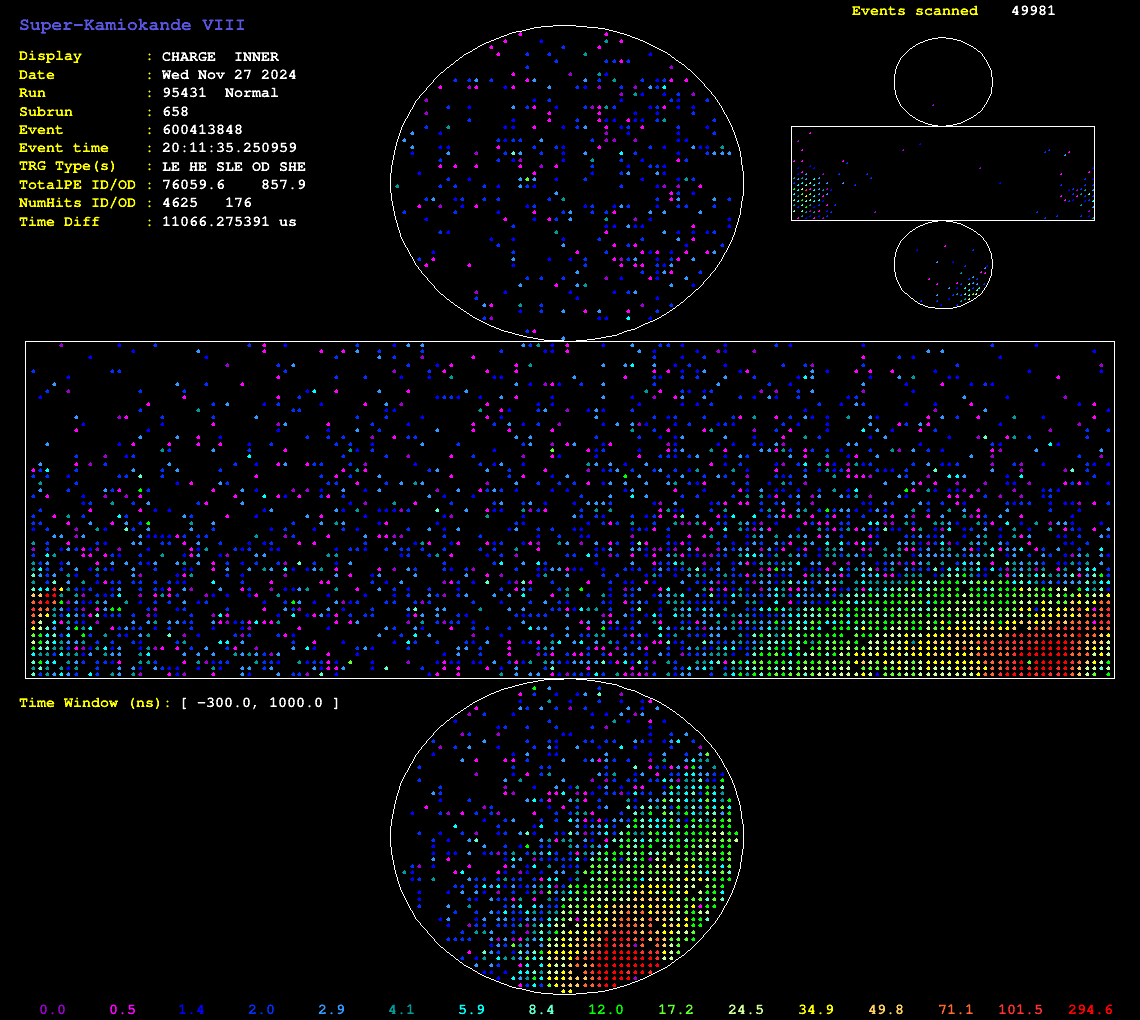 Super-Kamiokande VIII
Events scanned 49981
Display : CHARGE INNER
Date : Wed Nov 27 2024
Run : 95431 Normal
Subrun : 658
Event : 600413848
Event time : 20:11:35.250959
TRG Type(s) : LE HE SLE OD SHE
TotalPE ID/OD : 76059.6 857.9
NumHits ID/OD : 4625 176
Time Diff : 11066.275391 us
Time Window (ns): [ -300.0, 1000.0 ]
0.0 0.5 1.4 2.0 2.9 4.1 5.9 8.4 12.0 17.2 24.5 34.9 49.8 71.1 101.5 294.6